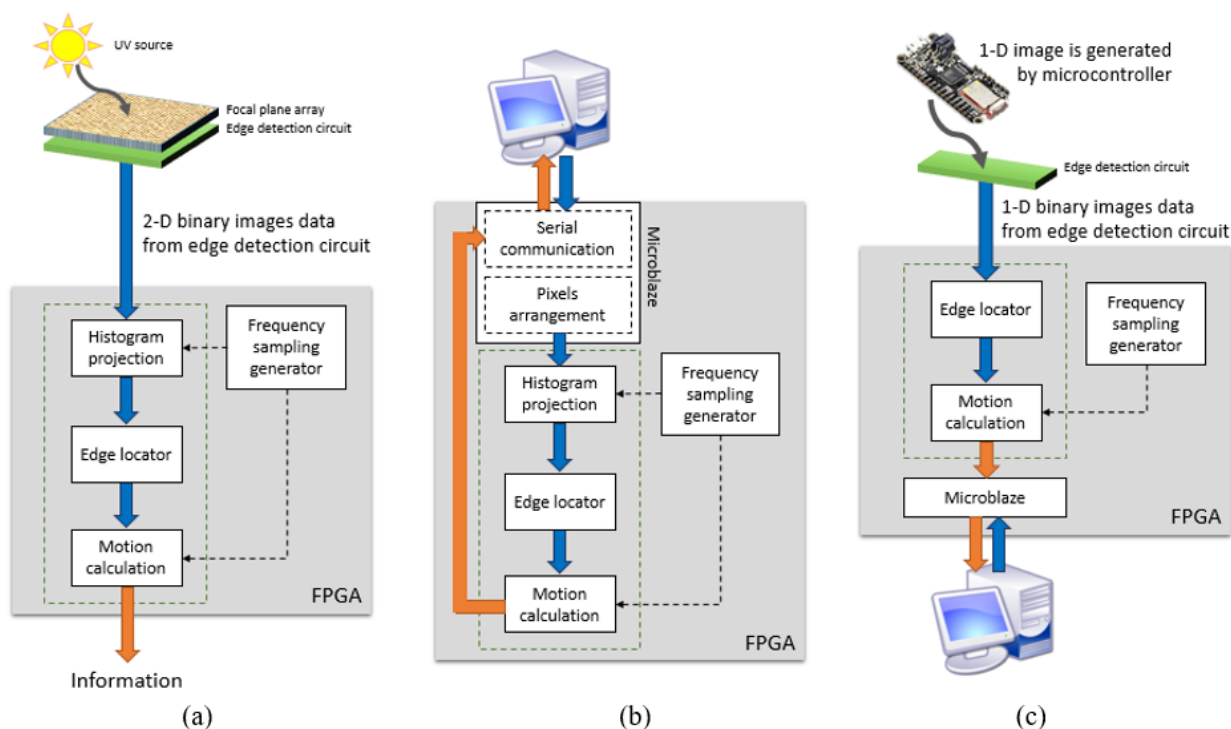 UV source
Focal plane array
Edge detection circuit
2-D binary images data
from edge detection circuit
Histogram
projection
Frequency
sampling
generator
Edge locator
Motion
calculation
FPGA
Information
(a)
Serial
communication
Microblaze
Pixels
arrangement
Histogram
projection
Frequency
sampling
generator
Edge locator
Motion
calculation
FPGA
(b)
1-D image is generated
by microcontroller
Edge detection circuit
1-D binary images data
from edge detection circuit
Edge locator
Frequency
sampling
generator
Motion
calculation
Microblaze
FPGA
(c)